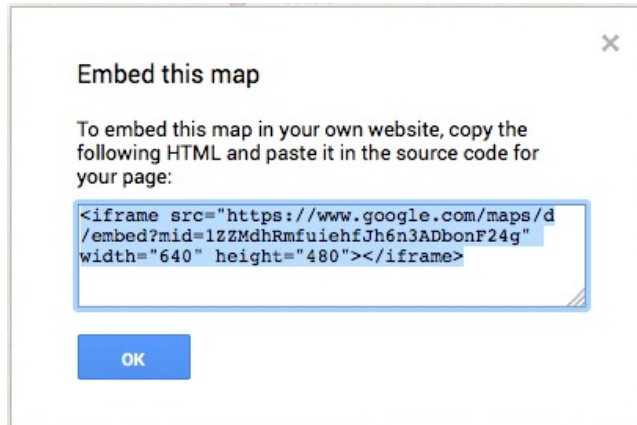 Embed this map
To embed this map in your own website, copy the
following HTML and paste it in the source code for
your page:
<iframe src="https://www.google.com/maps/d
/embed?mid=1ZZMdhRmfuiehfJh6n3ADbonF24g"
width="640" height="480"></iframe>
OK